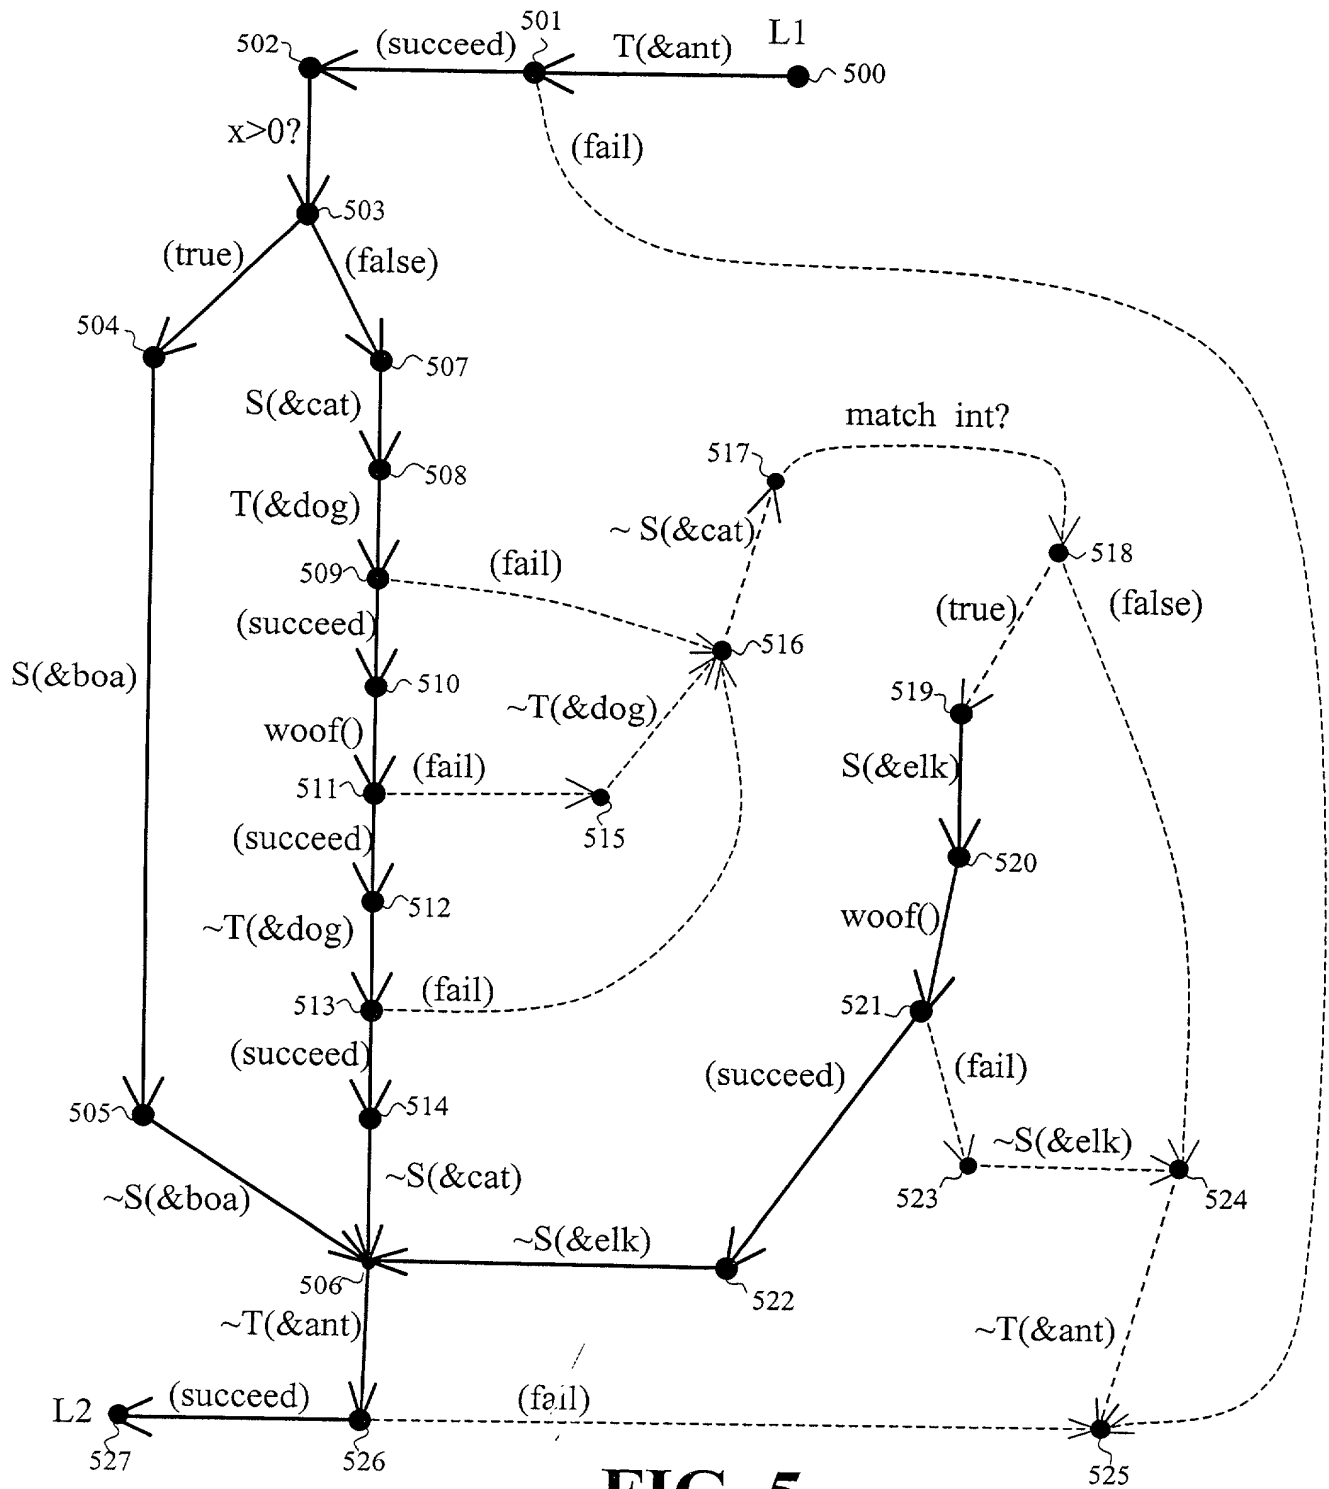 L1
501
502
(succeed)
T(&ant)
500
x>0?
(fail)
503
(true)
(false)
504
507
S(&cat)
match int?
508
517
T(&dog)
~ S(&cat)
518
509
(fail)
(true)
(false)
(succeed)
516
S(&boa)
510
519
~T(&dog)
woof()
(fail)
S(&elk)
511
(succeed)
515
520
512
woof()
~T(&dog)
513
(fail)
521
(succeed)
(succeed)
(fail)
505
514
~S(&elk)
~S(&boa)
~S(&cat)
523
524
~S(&elk)
506
522
~T(&ant)
~T(&ant)
L2
(succeed)
(fail)
527
526
525
FIG. 5